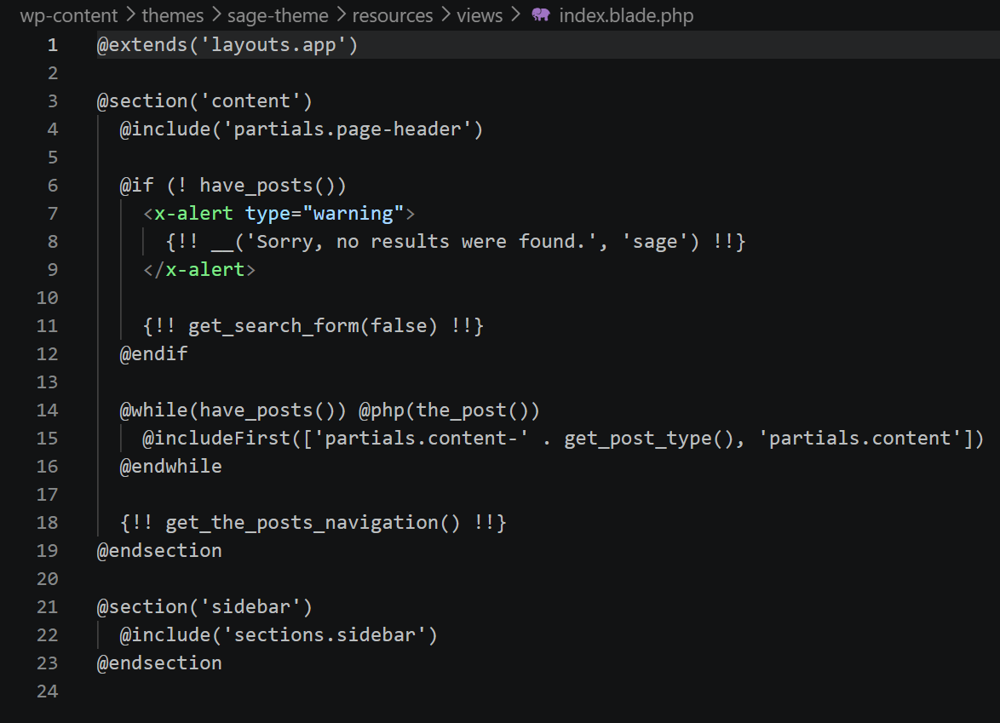 wp-content > themes > sage-theme > resources > views > index.blade.php
1 @extends('layouts.app')
2
3 @section('content')
4   @include('partials.page-header')
5
6   @if (! have_posts())
7     <x-alert type="warning">
8       {!! __('Sorry, no results were found.', 'sage') !!}
9     </x-alert>
10
11     {!! get_search_form(false) !!}
12   @endif
13
14   @while(have_posts()) @php(the_post())
15     @includeFirst(['partials.content-' . get_post_type(), 'partials.content'])
16   @endwhile
17
18   {!! get_the_posts_navigation() !!}
19 @endsection
20
21 @section('sidebar')
22   @include('sections.sidebar')
23 @endsection
24